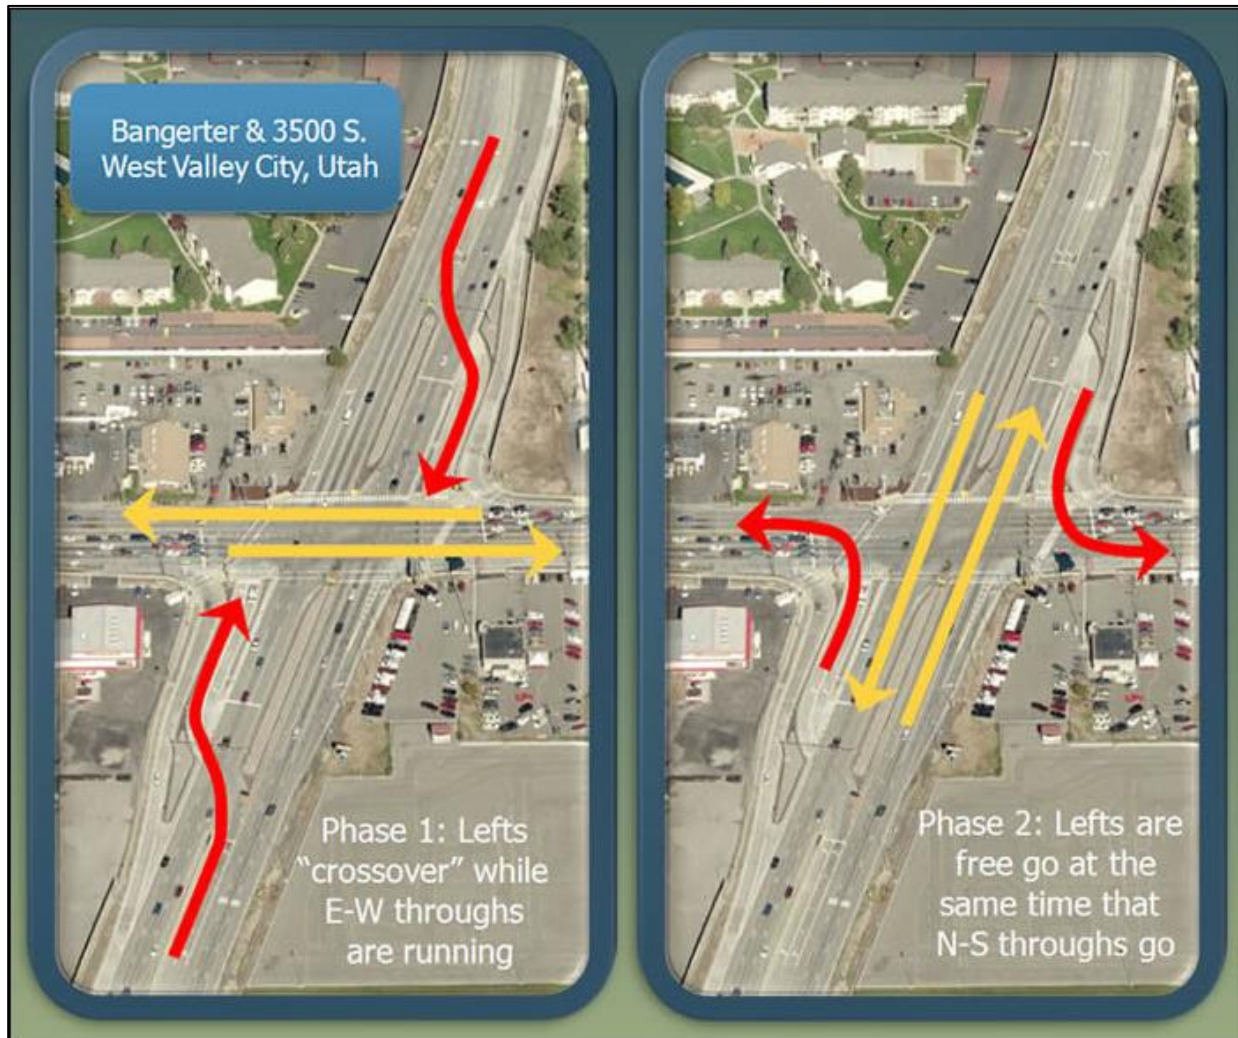 Bangerter & 3500 S.
West Valley City, Utah
Phase 1: Lefts
“crossover” while
E-W throughs
are running
Phase 2: Lefts are
free go at the
same time that
N-S throughs go